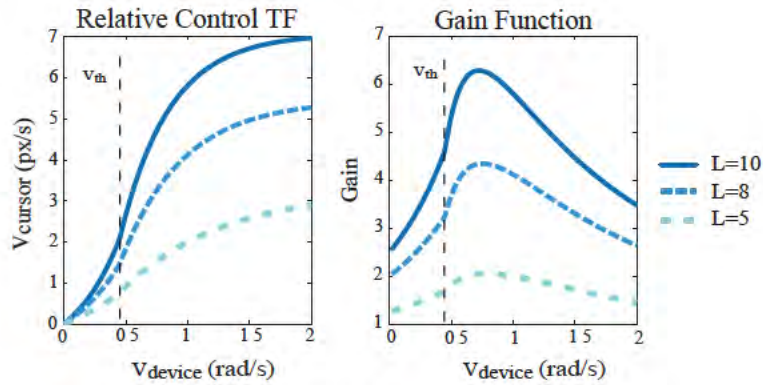 Relative Control TF
7
6
5
4
3
2
1
0
Vcursor (px/s)
vth
0 0 5 1 1 5 2
Vdevice (rad/s)
Gain Function
7
6
5
4
3
2
1
Gain
vth
0 0 5 1 1 5 2
Vdevice (rad/s)
L=10
L=8
L=5